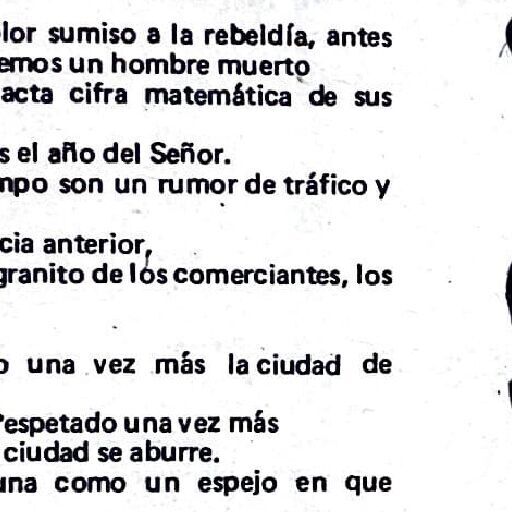 lor sumiso a la rebeldía, antes
emos un hombre muerto
acta cifra matemática de sus
s el año del Señor.
mpo son un rumor de tráfico y
cia anterior,
granito de los comerciantes, los
o una vez más la ciudad de
respetado una vez más
ciudad se aburre.
una como un espejo en que